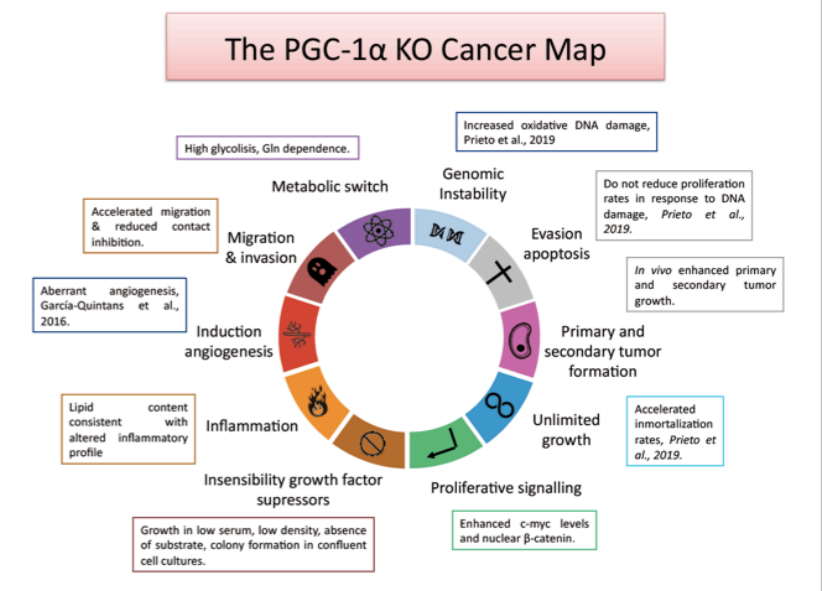 The PGC-1α KO Cancer Map
Increased oxidative DNA damage,
Prieto et al., 2019
High glycolisis, Gln dependence.
Genomic
Instability
Metabolic switch
Do not reduce proliferation
rates in response to DNA
damage, Prieto et al.,
2019.
Accelerated migration
& reduced contact
inhibition.
Migration
& invasion
Evasion
apoptosis
In vivo enhanced primary
and secondary tumor
growth.
Aberrant angiogenesis,
García-Quintans et al.,
2016.
Induction
angiogenesis
Primary and
secondary tumor
formation
Lipid content
consistent with
altered inflammatory
profile
Inflammation
Unlimited
growth
Accelerated
inmortalization
rates, Prieto et
al., 2019.
Insensibility growth factor
supressors
Proliferative signalling
Growth in low serum, low density, absence
of substrate, colony formation in confluent
cell cultures.
Enhanced c-myc levels
and nuclear β-catenin.